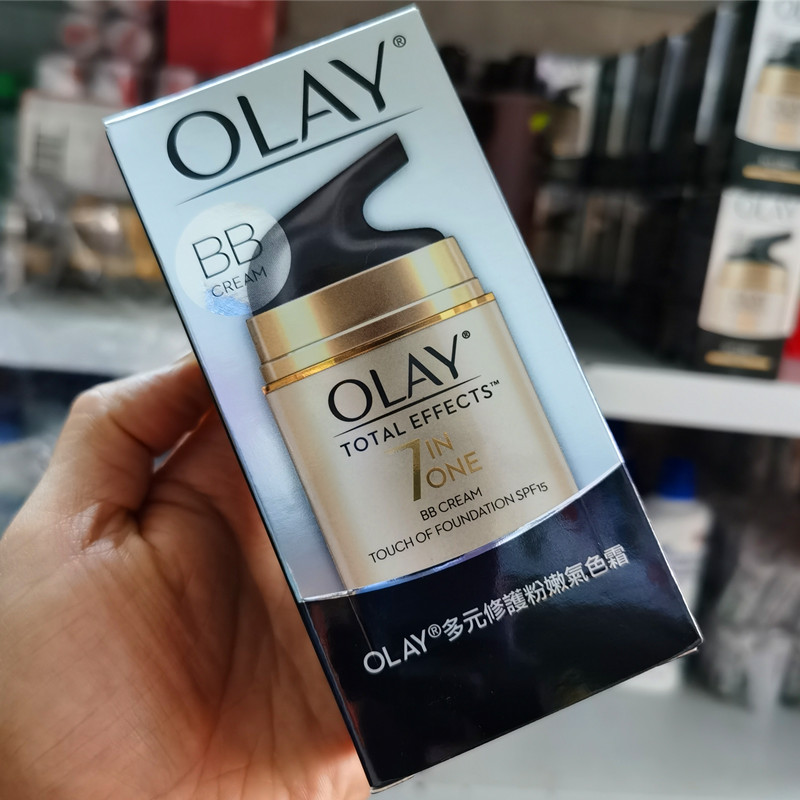 OLAY®
BB
CREAM
OLAY®
TOTAL EFFECTS™
7 IN
ONE
BB CREAM
TOUCH OF FOUNDATION SPF15
OLAY®多元修護粉嫩氣色霜
OLAY